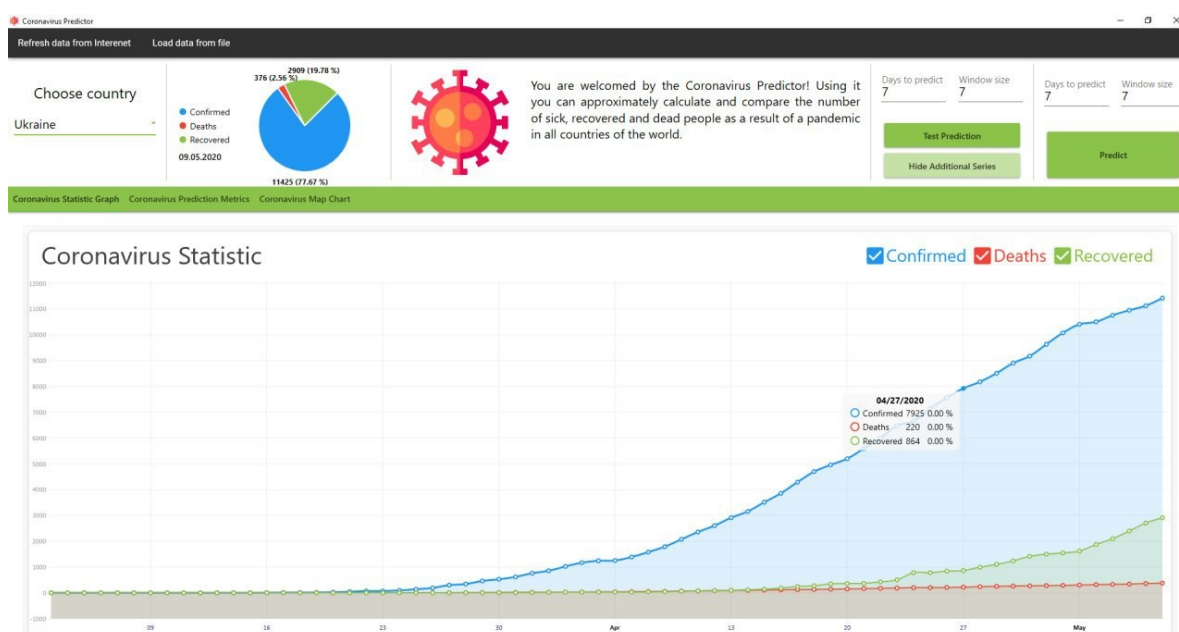 Coronavirus Predictor
Refresh data from Interenet Load data from file
Choose country
Ukraine
2909 (19.78 %)
376 (2.56 %)
Confirmed
Deaths
Recovered
09.05.2020
11425 (77.67 %)
You are welcomed by the Coronavirus Predictor! Using it
you can approximately calculate and compare the number
of sick, recovered and dead people as a result of a pandemic
in all countries of the world.
Days to predict Window size
7 7
Test Prediction
Hide Additional Series
Days to predict Window size
7 7
Predict
Coronavirus Statistic Graph Coronavirus Prediction Metrics Coronavirus Map Chart
Coronavirus Statistic
Confirmed Deaths Recovered
12000
11000
10000
9000
8000
7000
6000
5000
4000
3000
2000
1000
0
-1000
04/27/2020
Confirmed 7925 0.00 %
Deaths 220 0.00 %
Recovered 864 0.00 %
09 16 23 30 Apr 13 20 27 May